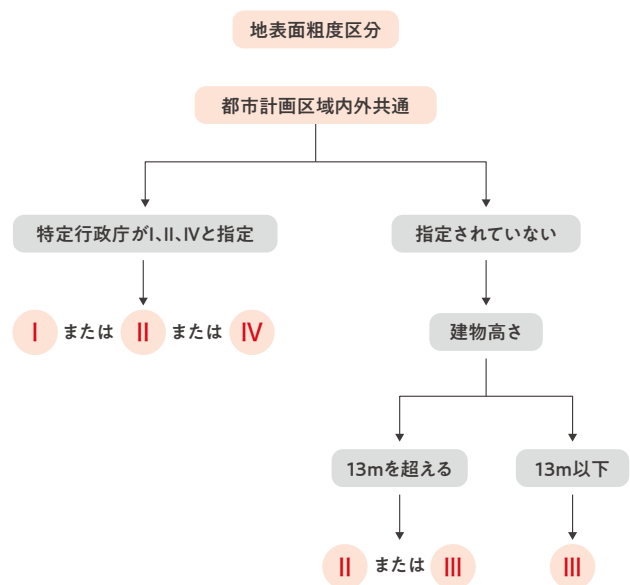 地表面粗度区分
都市計画区域内外共通
特定行政庁がⅠ、Ⅱ、Ⅳと指定
指定されていない
Ⅰ または Ⅱ または Ⅳ
建物高さ
13mを超える
13m以下
Ⅱ または Ⅲ
Ⅲ